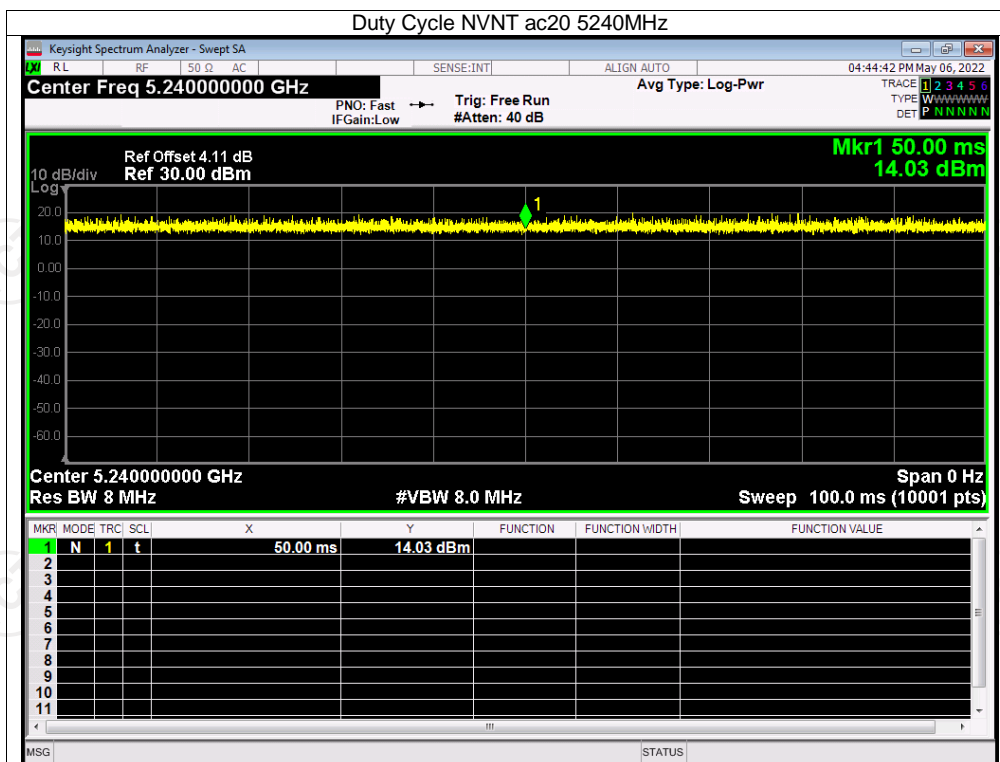 Duty Cycle NVNT ac20 5240MHz
Keysight Spectrum Analyzer - Swept SA
LXI RL RF 50 Ω AC SENSE:INT ALIGN AUTO 04:44:42 PM May 06, 2022
Center Freq 5.240000000 GHz
PNO: Fast
IFGain:Low
Trig: Free Run
#Atten: 40 dB
Avg Type: Log-Pwr
TRACE 1 2 3 4 5 6
TYPE WWWWWW
DET P N N N N N
Mkr1 50.00 ms
14.03 dBm
10 dB/div
Log
Ref Offset 4.11 dB
Ref 30.00 dBm
1
20.0
10.0
0.00
-10.0
-20.0
-30.0
-40.0
-50.0
-60.0
Center 5.240000000 GHz Span 0 Hz
Res BW 8 MHz #VBW 8.0 MHz Sweep 100.0 ms (10001 pts)
MKR MODE TRC SCL X Y FUNCTION FUNCTION WIDTH FUNCTION VALUE
1 N 1 t 50.00 ms 14.03 dBm
2
3
4
5
6
7
8
9
10
11
MSG STATUS